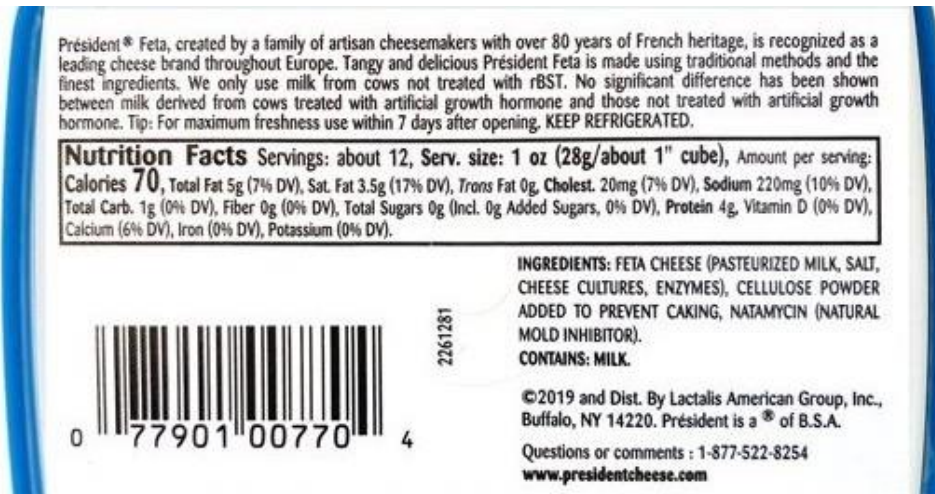 Président® Feta, created by a family of artisan cheesemakers with over 80 years of French heritage, is recognized as a
leading cheese brand throughout Europe. Tangy and delicious Président Feta is made using traditional methods and the
finest ingredients. We only use milk from cows not treated with rBST. No significant difference has been shown
between milk derived from cows treated with artificial growth hormone and those not treated with artificial growth
hormone. Tip: For maximum freshness use within 7 days after opening. KEEP REFRIGERATED.
Nutrition Facts Servings: about 12, Serv. size: 1 oz (28g/about 1" cube), Amount per serving:
Calories 70, Total Fat 5g (7% DV), Sat. Fat 3.5g (17% DV), Trans Fat 0g, Cholest. 20mg (7% DV), Sodium 220mg (10% DV),
Total Carb. 1g (0% DV), Fiber 0g (0% DV), Total Sugars 0g (Incl. 0g Added Sugars, 0% DV), Protein 4g, Vitamin D (0% DV),
Calcium (6% DV), Iron (0% DV), Potassium (0% DV).
INGREDIENTS: FETA CHEESE (PASTEURIZED MILK, SALT,
CHEESE CULTURES, ENZYMES), CELLULOSE POWDER
ADDED TO PREVENT CAKING, NATAMYCIN (NATURAL
MOLD INHIBITOR).
CONTAINS: MILK.
2261281
0 77901 00770 4
©2019 and Dist. By Lactalis American Group, Inc.,
Buffalo, NY 14220. Président is a ® of B.S.A.
Questions or comments : 1-877-522-8254
www.presidentcheese.com